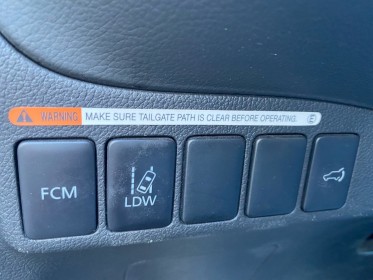 WARNING MAKE SURE TAILGATE PATH IS CLEAR BEFORE OPERATING.
FCM
LDW